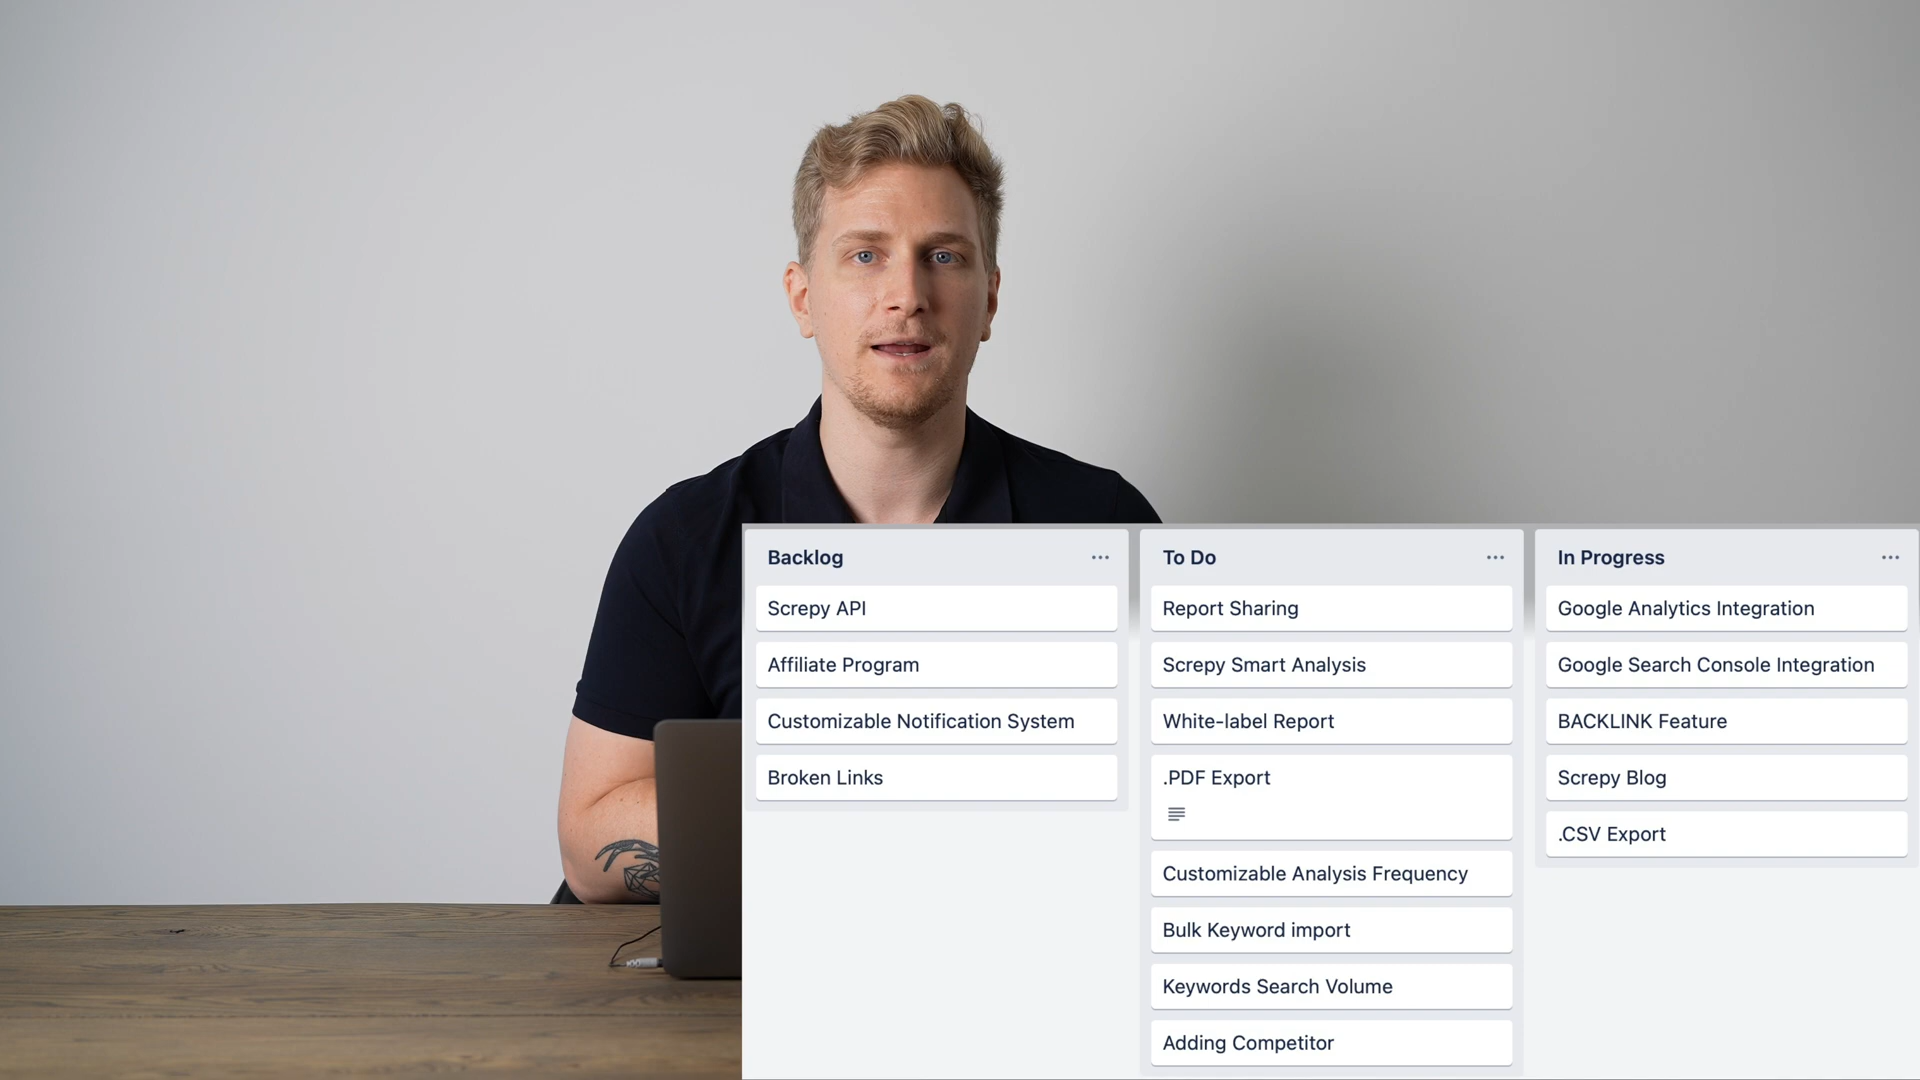 Backlog
Screpy API
Affiliate Program
Customizable Notification System
Broken Links
To Do
Report Sharing
Screpy Smart Analysis
White-label Report
.PDF Export
Customizable Analysis Frequency
Bulk Keyword import
Keywords Search Volume
Adding Competitor
In Progress
Google Analytics Integration
Google Search Console Integration
BACKLINK Feature
Screpy Blog
.CSV Export